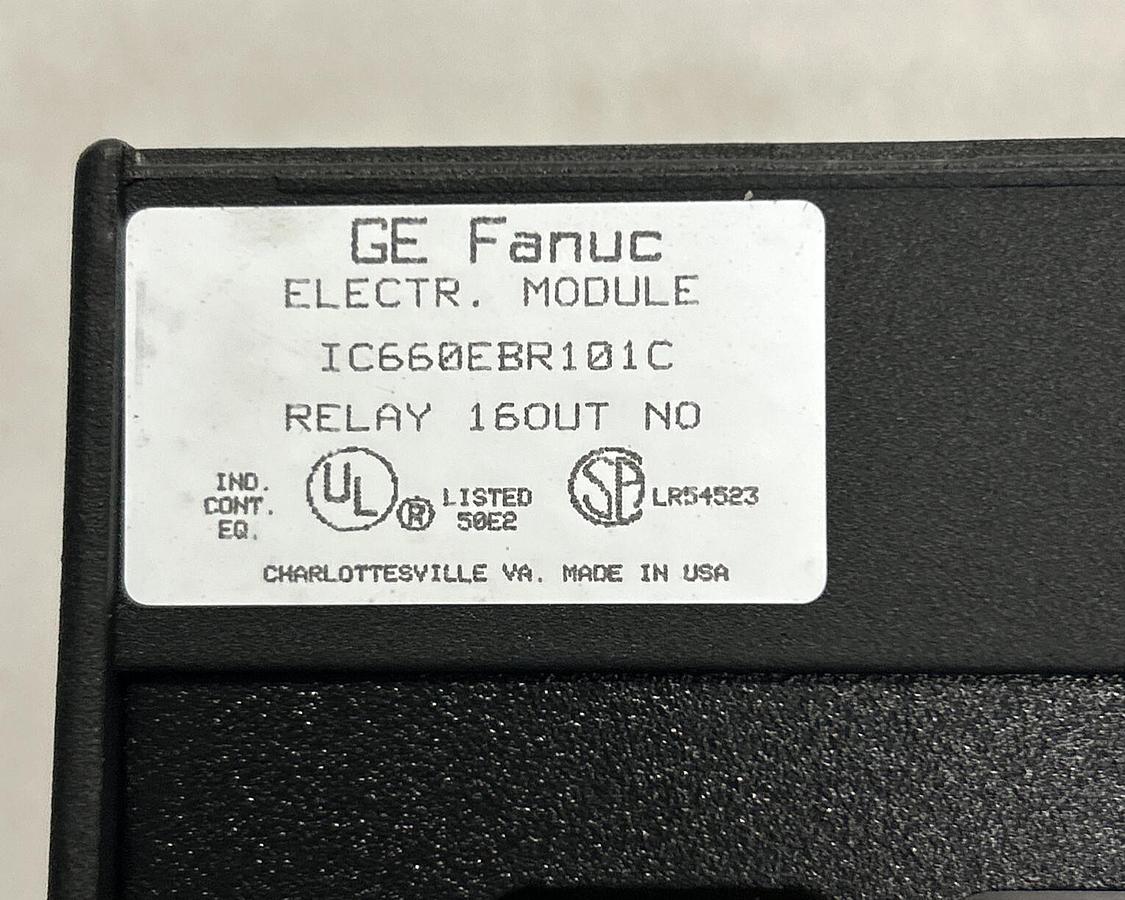 GE Fanuc
ELECTR. MODULE
IC660EBR101C
RELAY 16OUT NO
IND.
CONT.
EQ.
UL
®
LISTED
50E2
SA
LR54523
CHARLOTTESVILLE VA. MADE IN USA